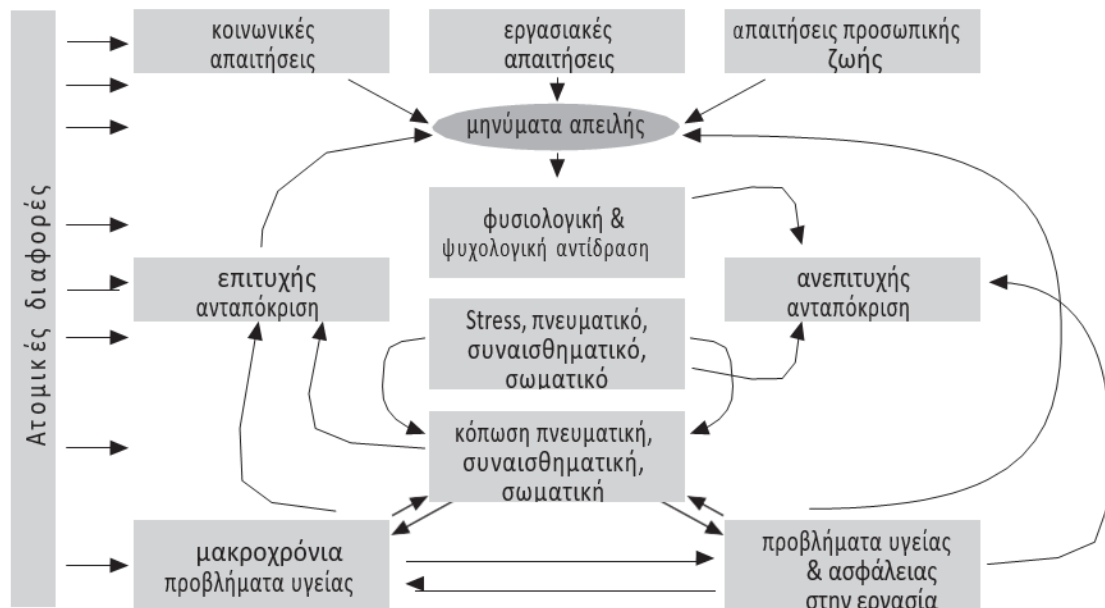 Ατομικές διαφορές
κοινωνικές
απαιτήσεις
εργασιακές
απαιτήσεις
απαιτήσεις προσωπικής
ζωής
μηνύματα απειλής
φυσιολογική &
ψυχολογική αντίδραση
επιτυχής
ανταπόκριση
ανεπιτυχής
ανταπόκριση
Stress, πνευματικό,
συναισθηματικό,
σωματικό
κόπωση πνευματική,
συναισθηματική,
σωματική
μακροχρόνια
προβλήματα υγείας
προβλήματα υγείας
& ασφάλειας
στην εργασία